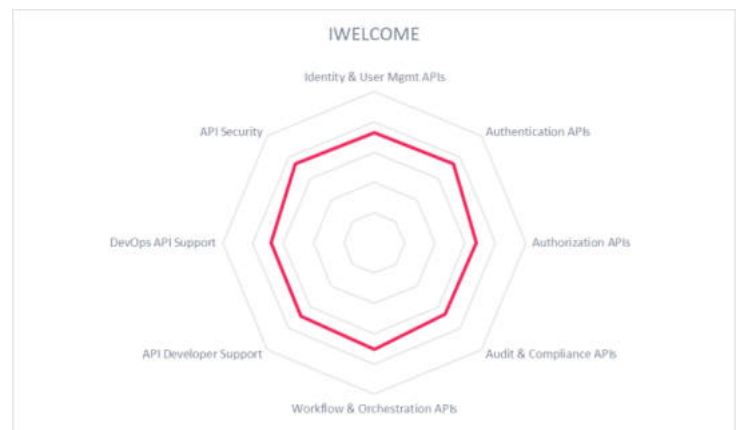 IWELCOME
Identity & User Mgmt APIs
API Security
Authentication APIs
DevOps API Support
Authorization APIs
API Developer Support
Audit & Compliance APIs
Workflow & Orchestration APIs